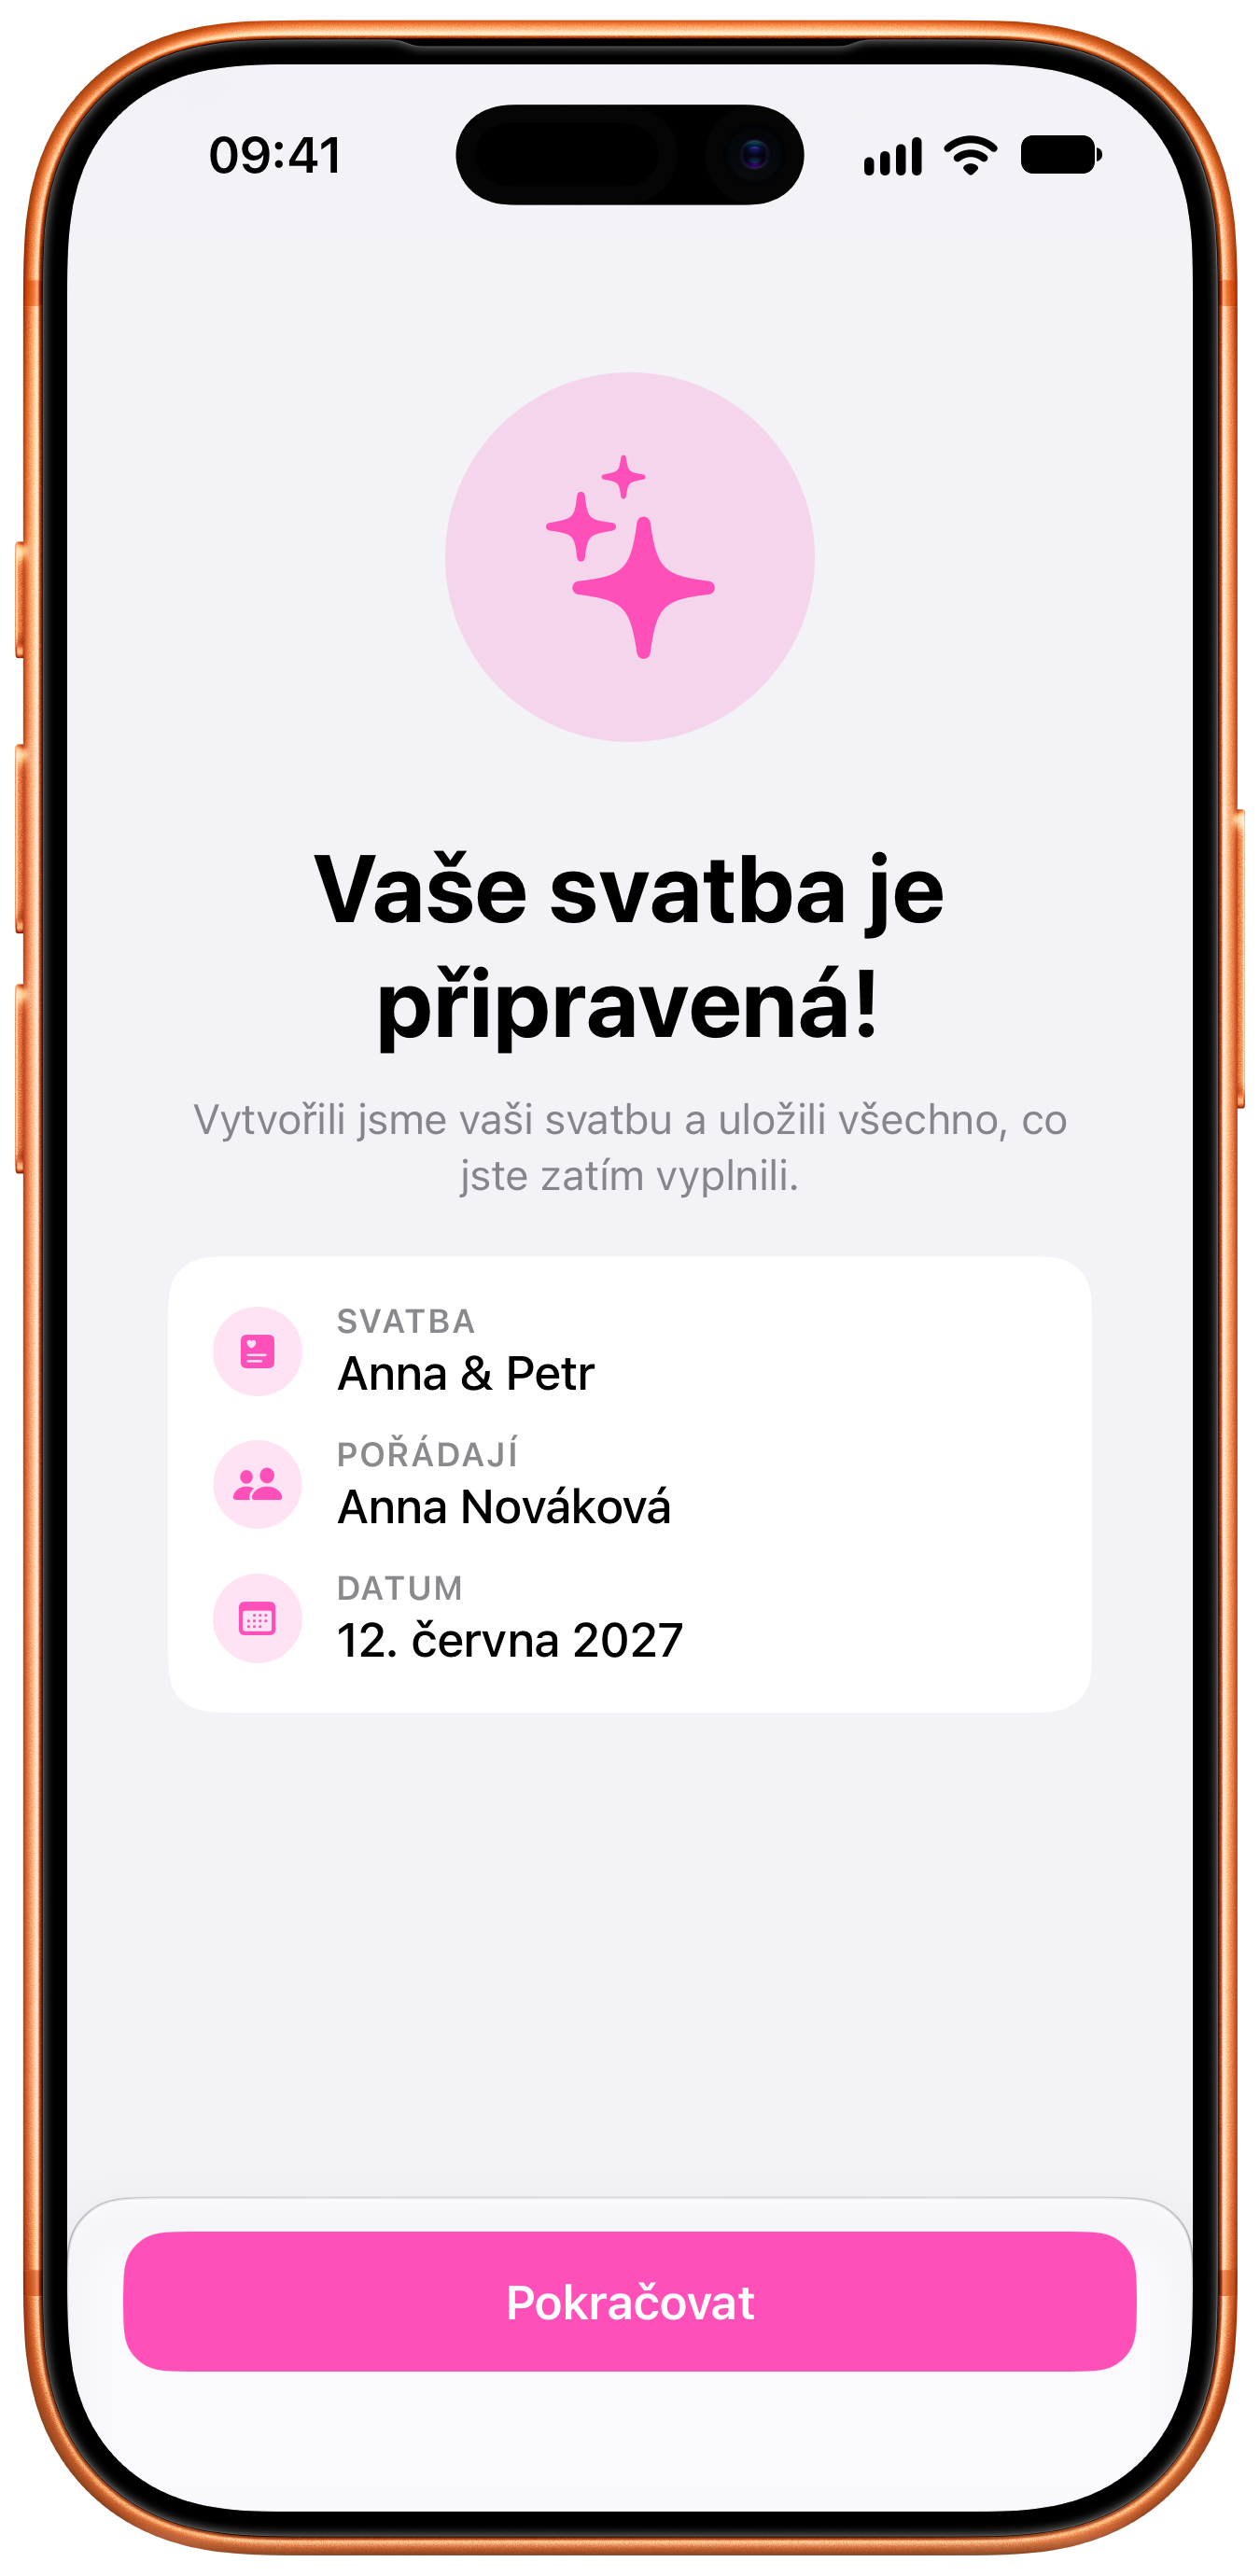 09:41
Vaše svatba je
připravená!
Vytvořili jsme vaši svatbu a uložili všechno, co
jste zatím vyplnili.
SVATBA
Anna & Petr
POŘÁDAJÍ
Anna Nováková
DATUM
12. června 2027
Pokračovat